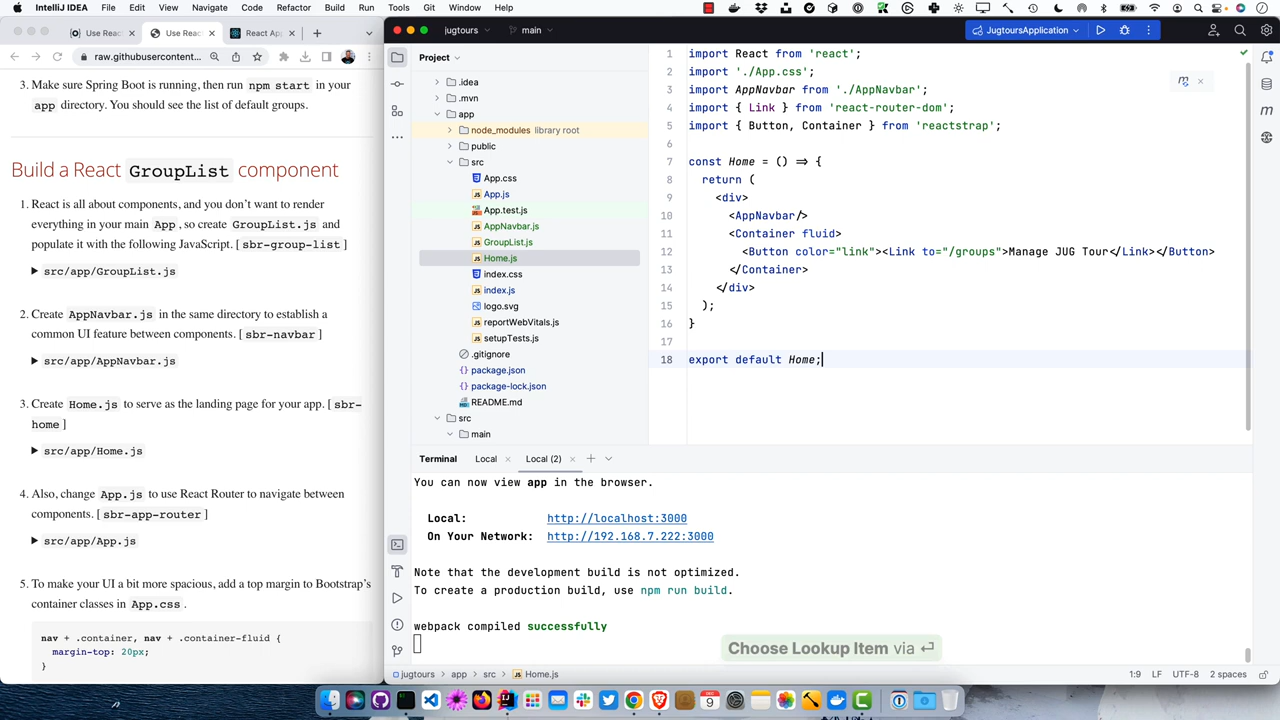 IntelliJ IDEA File Edit View Navigate Code Refactor Build Run Tools Git Window Help
Use Reac
Use Reac
React Ap
raw.githubusercontent...
3. Make sure Spring Boot is running, then run npm start in your
app directory. You should see the list of default groups.
Build a React GroupList component
1. React is all about components, and you don't want to render
everything in your main App, so create GroupList.js and
populate it with the following JavaScript. [ sbr-group-list ]
▶ src/app/GroupList.js
2. Create AppNavbar.js in the same directory to establish a
common UI feature between components. [ sbr-navbar ]
▶ src/app/AppNavbar.js
3. Create Home.js to serve as the landing page for your app. [ sbr-
home ]
▶ src/app/Home.js
4. Also, change App.js to use React Router to navigate between
components. [ sbr-app-router ]
▶ src/app/App.js
5. To make your UI a bit more spacious, add a top margin to Bootstrap's
container classes in App.css .
nav + .container, nav + .container-fluid {
margin-top: 20px;
}
jugtours main JugtoursApplication
Project
.idea
.mvn
app
node_modules library root
public
src
App.css
App.js
App.test.js
AppNavbar.js
GroupList.js
Home.js
index.css
index.js
logo.svg
reportWebVitals.js
setupTests.js
.gitignore
package.json
package-lock.json
README.md
src
main
1 import React from 'react';
2 import './App.css';
3 import AppNavbar from './AppNavbar';
4 import { Link } from 'react-router-dom';
5 import { Button, Container } from 'reactstrap';
6
7 const Home = () => {
8 return (
9 <div>
10 <AppNavbar/>
11 <Container fluid>
12 <Button color="link"><Link to="/groups">Manage JUG Tour</Link></Button>
13 </Container>
14 </div>
15 );
16 }
17
18 export default Home;
Terminal Local Local (2)
You can now view app in the browser.
Local: http://localhost:3000
On Your Network: http://192.168.7.222:3000
Note that the development build is not optimized.
To create a production build, use npm run build.
webpack compiled successfully
Choose Lookup Item via ⏎
jugtours app src Home.js 1:9 LF UTF-8 2 spaces